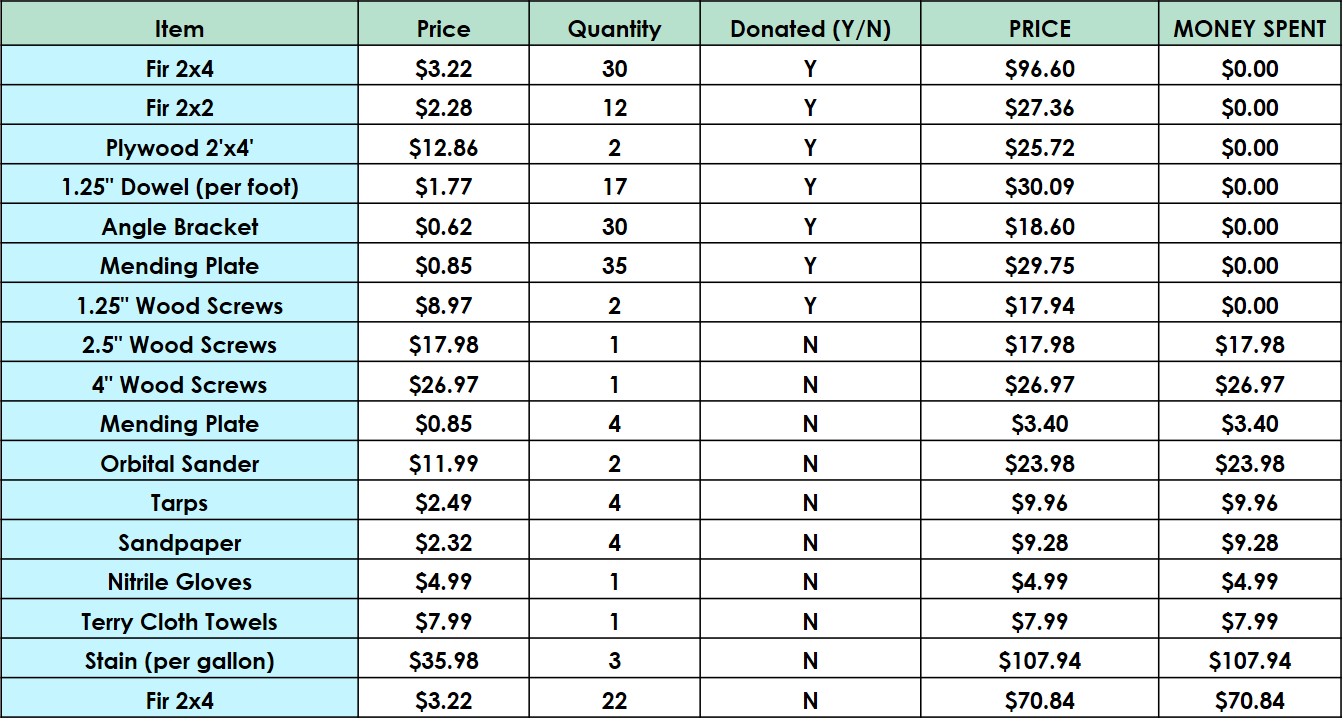 Item Price Quantity Donated (Y/N) PRICE MONEY SPENT
Fir 2x4 $3.22 30 Y $96.60 $0.00
Fir 2x2 $2.28 12 Y $27.36 $0.00
Plywood 2'x4' $12.86 2 Y $25.72 $0.00
1.25" Dowel (per foot) $1.77 17 Y $30.09 $0.00
Angle Bracket $0.62 30 Y $18.60 $0.00
Mending Plate $0.85 35 Y $29.75 $0.00
1.25" Wood Screws $8.97 2 Y $17.94 $0.00
2.5" Wood Screws $17.98 1 N $17.98 $17.98
4" Wood Screws $26.97 1 N $26.97 $26.97
Mending Plate $0.85 4 N $3.40 $3.40
Orbital Sander $11.99 2 N $23.98 $23.98
Tarps $2.49 4 N $9.96 $9.96
Sandpaper $2.32 4 N $9.28 $9.28
Nitrile Gloves $4.99 1 N $4.99 $4.99
Terry Cloth Towels $7.99 1 N $7.99 $7.99
Stain (per gallon) $35.98 3 N $107.94 $107.94
Fir 2x4 $3.22 22 N $70.84 $70.84